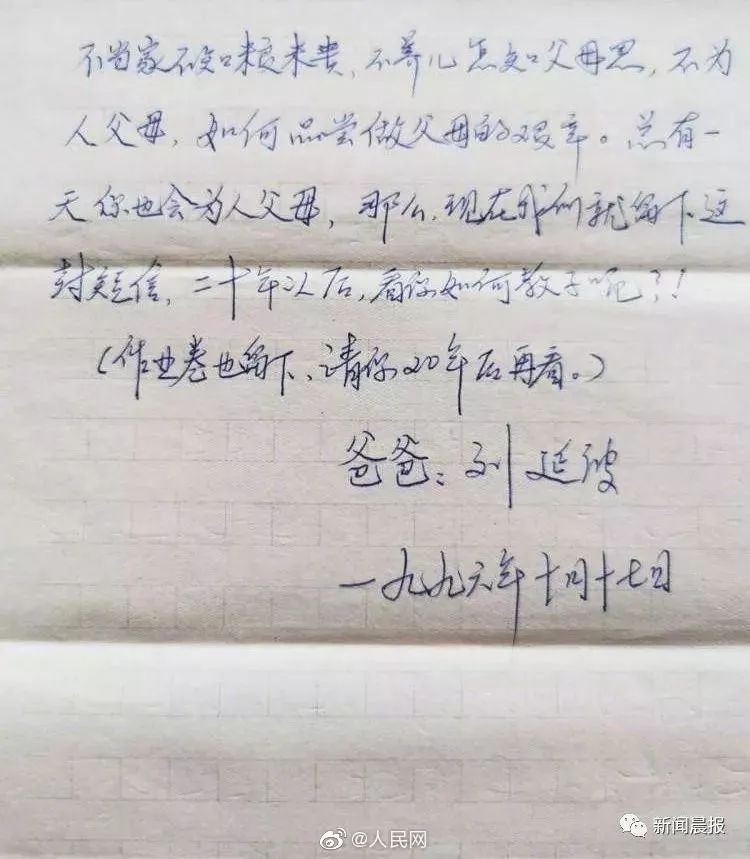 不当家不知粮米贵，不养儿怎知父母恩，不为
人父母，如何品尝做父母的艰辛。总有一
天你也会为人父母，那么，现在我们就留下这
封短信，二十年以后，看你如何教子呢？！
（作业卷也留下、请你20年后再看。）
爸爸：刘延波
一九九六年十月十七日
@人民网
新闻晨报